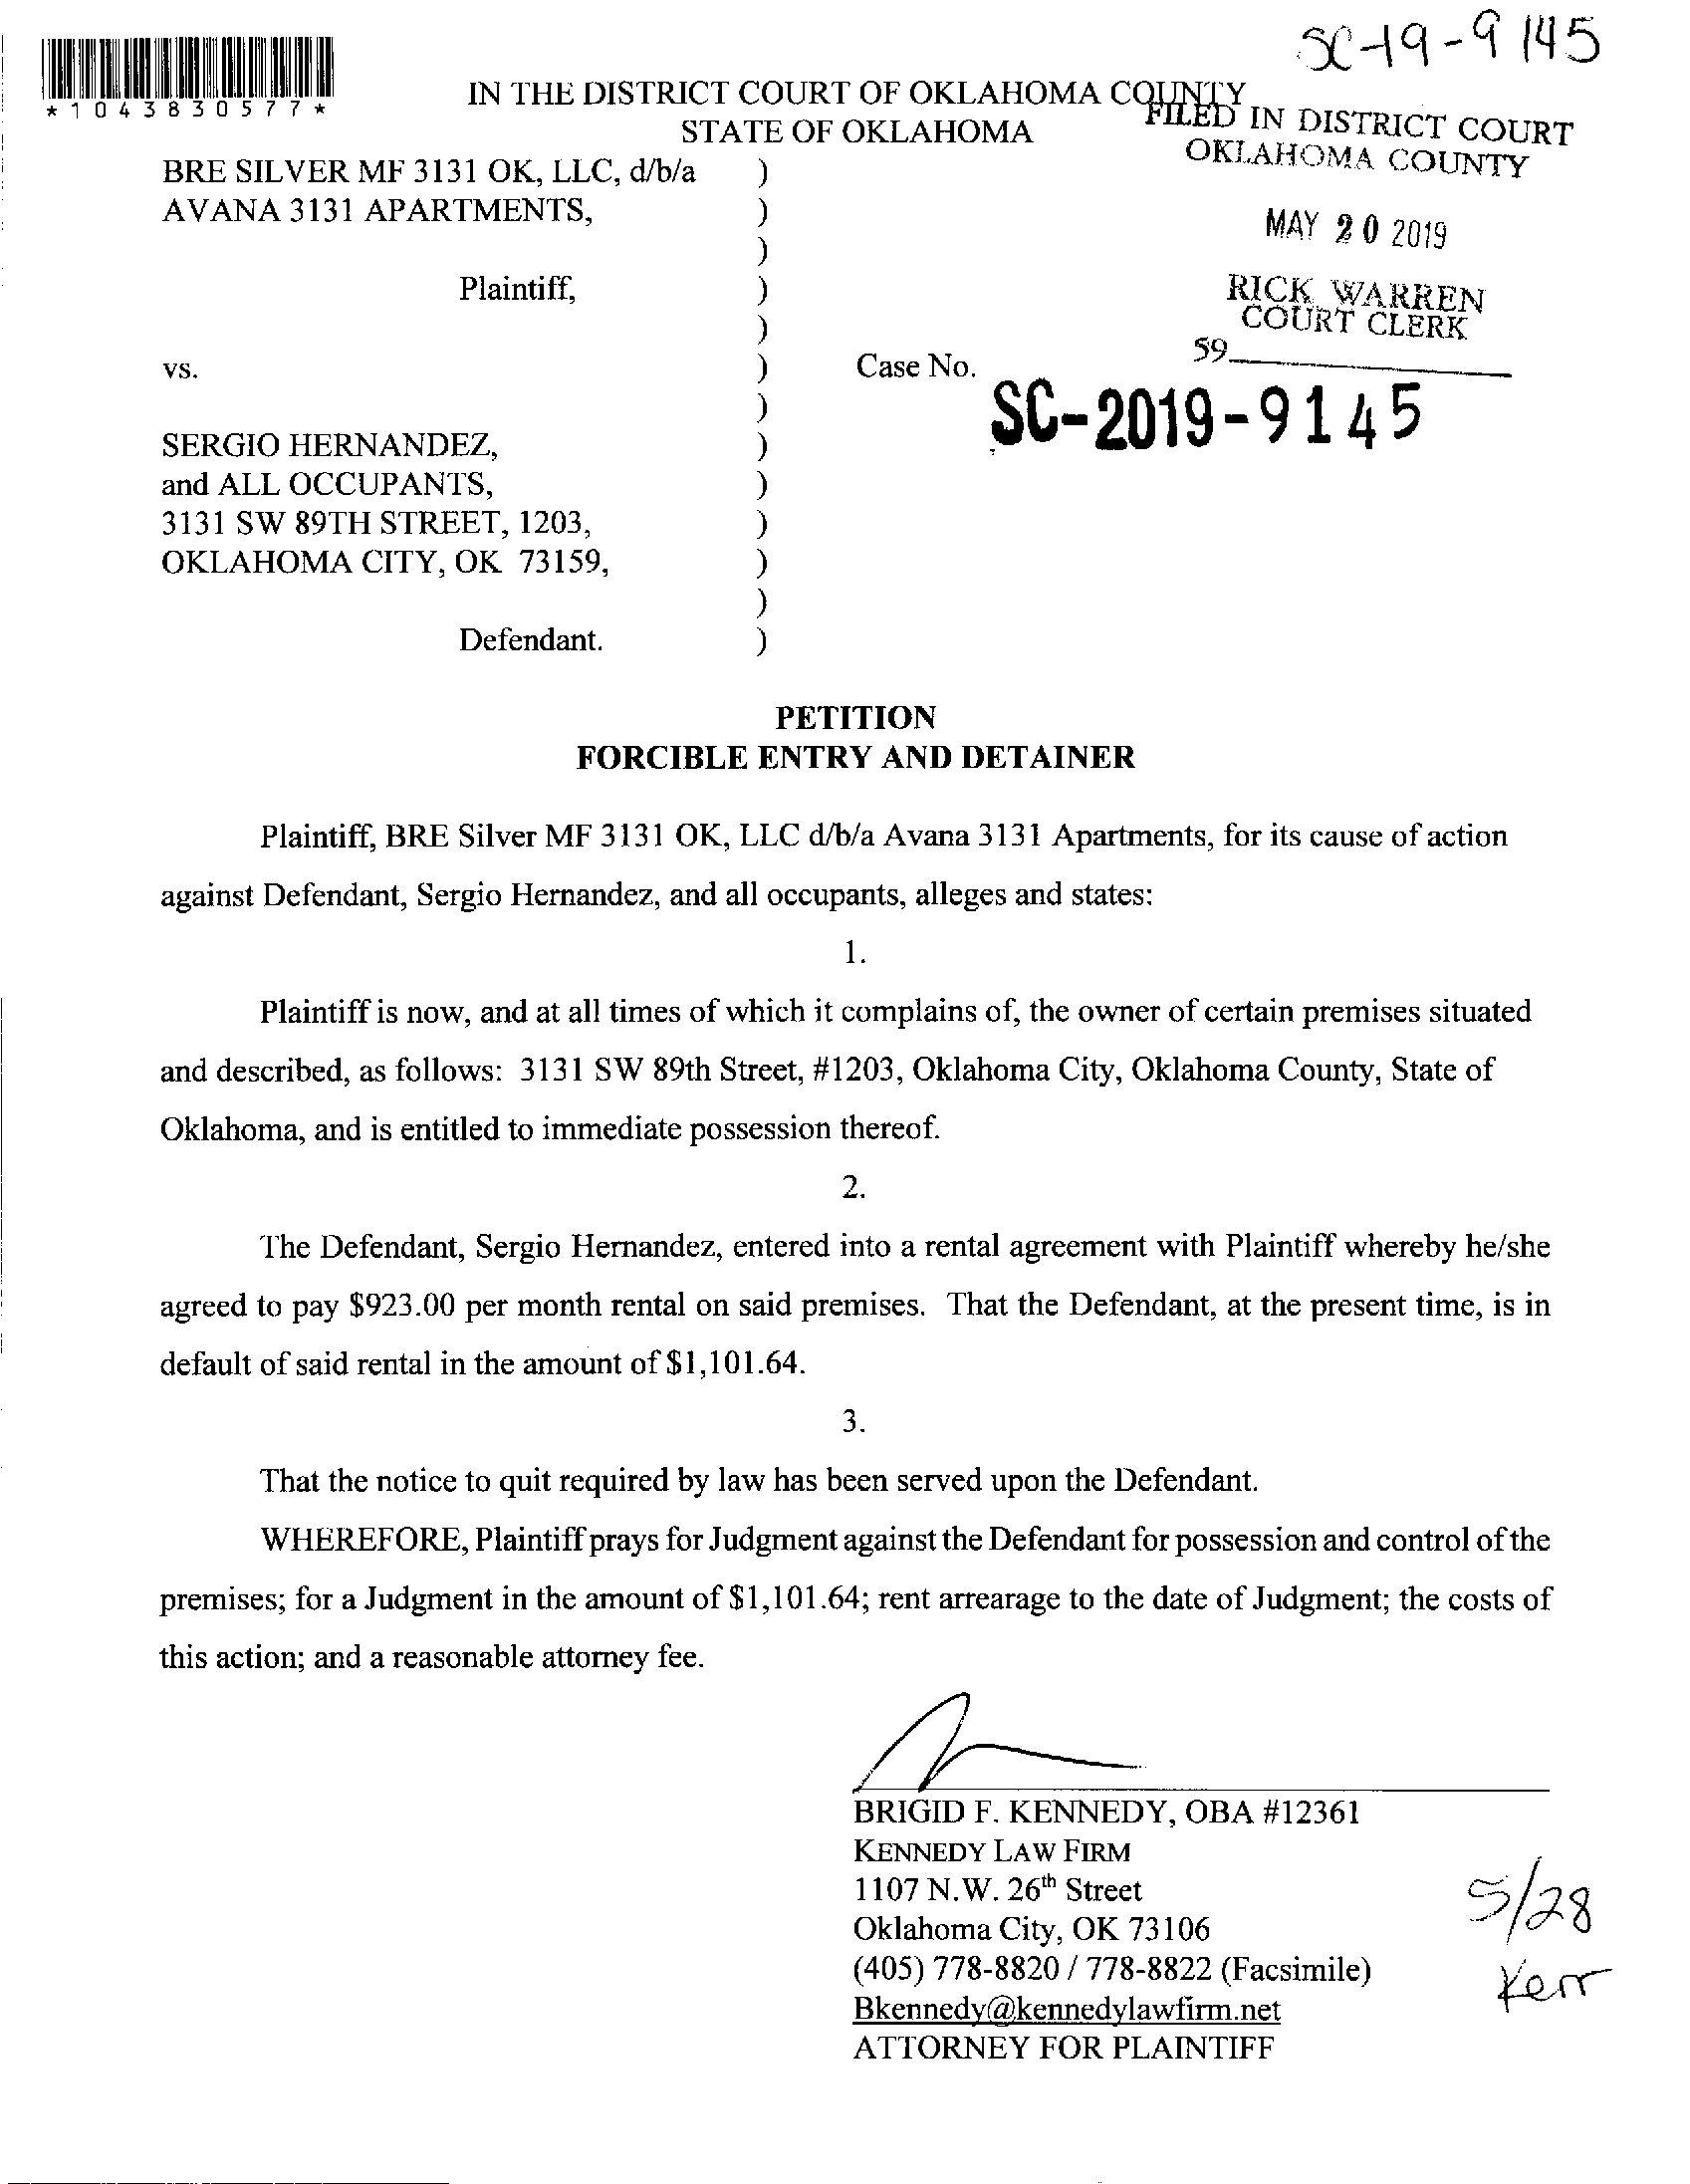 SC-19-9145
*1043830577*
IN THE DISTRICT COURT OF OKLAHOMA COUNTY
STATE OF OKLAHOMA
FILED IN DISTRICT COURT
OKLAHOMA COUNTY
MAY 20 2019
RICK WARREN
COURT CLERK
59
BRE SILVER MF 3131 OK, LLC, d/b/a )
AVANA 3131 APARTMENTS, )
)
Plaintiff, )
)
vs. ) Case No.
SC-2019-9145
)
SERGIO HERNANDEZ, )
and ALL OCCUPANTS, )
3131 SW 89TH STREET, 1203, )
OKLAHOMA CITY, OK 73159, )
)
Defendant. )
PETITION
FORCIBLE ENTRY AND DETAINER
Plaintiff, BRE Silver MF 3131 OK, LLC d/b/a Avana 3131 Apartments, for its cause of action
against Defendant, Sergio Hernandez, and all occupants, alleges and states:
1.
Plaintiff is now, and at all times of which it complains of, the owner of certain premises situated
and described, as follows: 3131 SW 89th Street, #1203, Oklahoma City, Oklahoma County, State of
Oklahoma, and is entitled to immediate possession thereof.
2.
The Defendant, Sergio Hernandez, entered into a rental agreement with Plaintiff whereby he/she
agreed to pay $923.00 per month rental on said premises. That the Defendant, at the present time, is in
default of said rental in the amount of $1,101.64.
3.
That the notice to quit required by law has been served upon the Defendant.
WHEREFORE, Plaintiff prays for Judgment against the Defendant for possession and control of the
premises; for a Judgment in the amount of $1,101.64; rent arrearage to the date of Judgment; the costs of
this action; and a reasonable attorney fee.
BRIGID F. KENNEDY, OBA #12361
KENNEDY LAW FIRM
1107 N.W. 26th Street
Oklahoma City, OK 73106
(405) 778-8820 / 778-8822 (Facsimile)
Bkennedy@kennedylawfirm.net
ATTORNEY FOR PLAINTIFF
5/28
Kerr